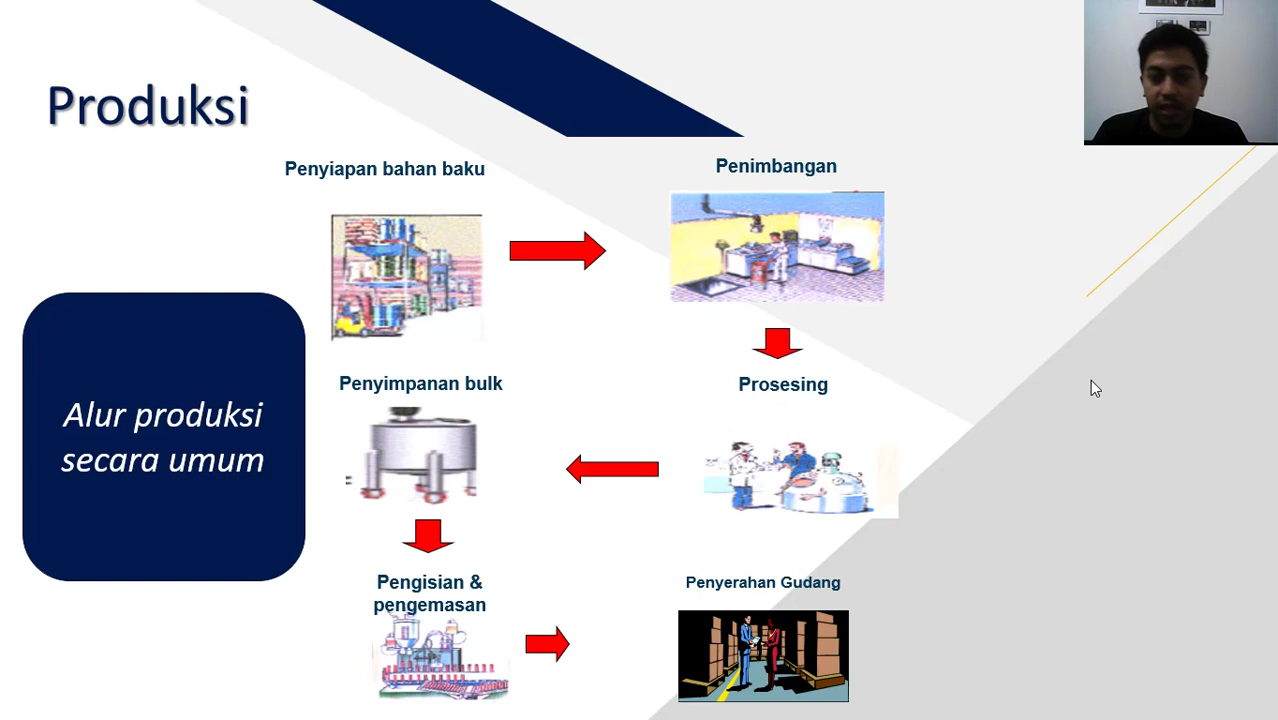 Produksi
Penyiapan bahan baku
Penimbangan
Alur produksi
secara umum
Penyimpanan bulk
Prosesing
Pengisian &
pengemasan
Penyerahan Gudang